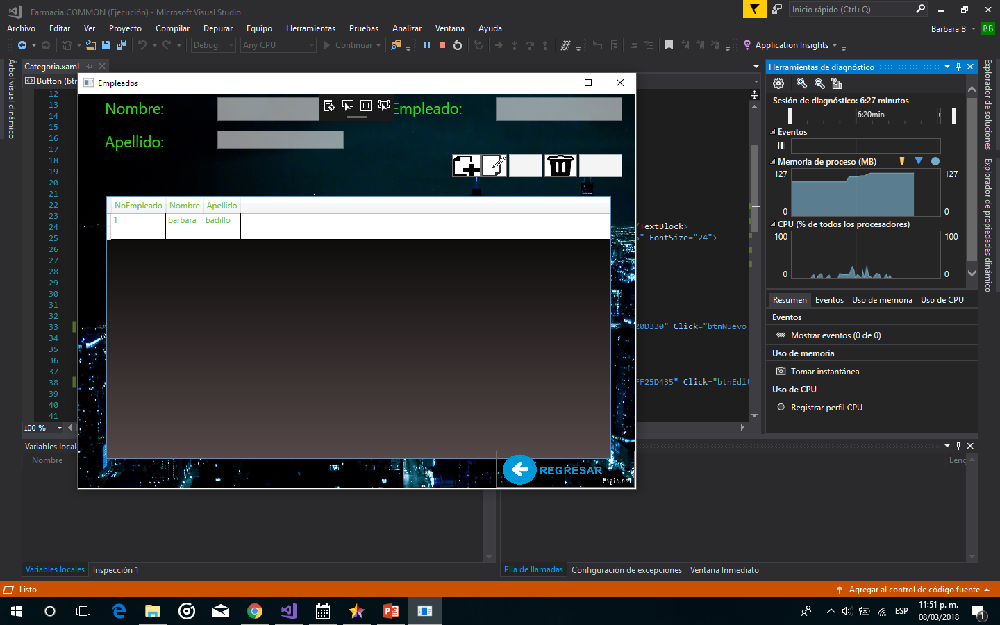 Farmacia.COMMON (Ejecución) - Microsoft Visual Studio
Inicio rápido (Ctrl+Q)
Archivo Editar Ver Proyecto Compilar Depurar Equipo Herramientas Pruebas Analizar Ventana Ayuda
Barbara B BB
Debug Any CPU Continuar Application Insights
Árbol visual dinámico
Categoria.xaml
Button (btn
Empleados
Nombre:
Empleado:
Apellido:
NoEmpleado Nombre Apellido
1 barbara badillo
REGRESAR
Miglo.net
12
13
14
15
16
17
18
19
20
21
22
23
24 /TextBlock>
25 " FontSize="24">
26
27
28
29
30
31
32
33 20D330" Click="btnNuevo_
34
35
36
37
38 FF25D435" Click="btnEdit
39
40
41
100 %
Herramientas de diagnóstico
Sesión de diagnóstico: 6:27 minutos
6:20min
Eventos
Memoria de proceso (MB)
127 127
0 0
CPU (% de todos los procesadores)
100 100
0 0
Resumen Eventos Uso de memoria Uso de CPU
Eventos
Mostrar eventos (0 de 0)
Uso de memoria
Tomar instantánea
Uso de CPU
Registrar perfil CPU
Explorador de soluciones
Explorador de propiedades dinámico
Variables local
Nombre
Leng
Variables locales Inspección 1
Pila de llamadas Configuración de excepciones Ventana Inmediato
Listo
Agregar al control de código fuente
ESP
11:51 p. m.
08/03/2018
1